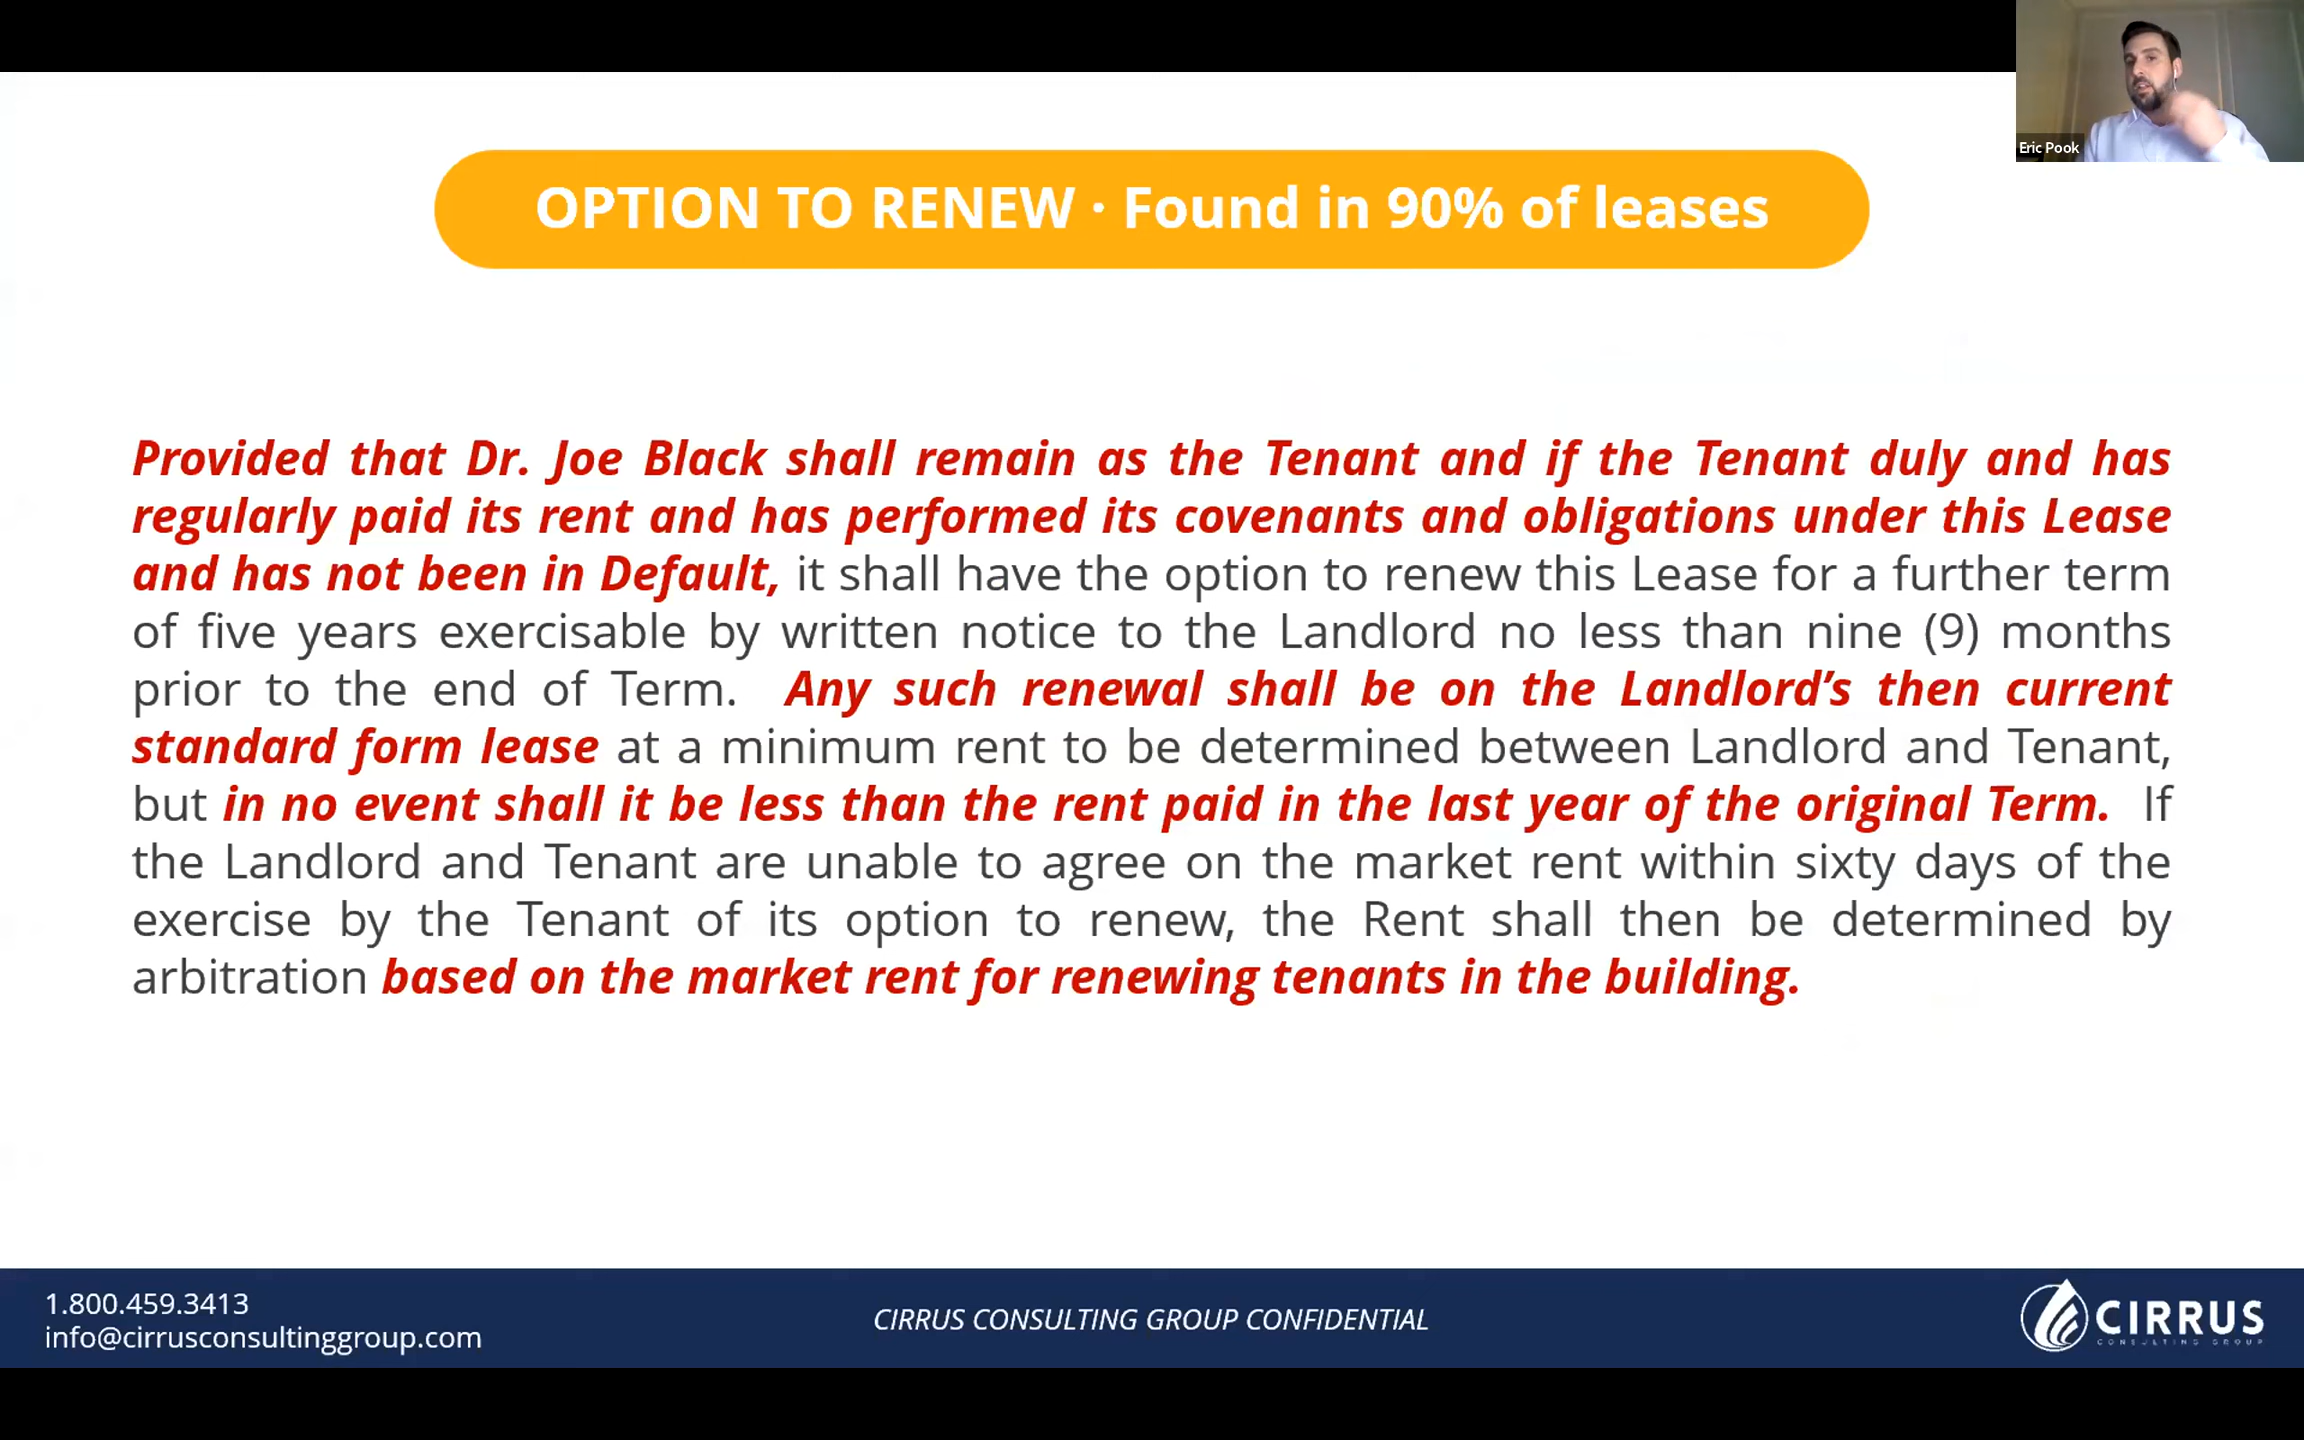 Eric Pook
OPTION TO RENEW · Found in 90% of leases
Provided that Dr. Joe Black shall remain as the Tenant and if the Tenant duly and has
regularly paid its rent and has performed its covenants and obligations under this Lease
and has not been in Default, it shall have the option to renew this Lease for a further term
of five years exercisable by written notice to the Landlord no less than nine (9) months
prior to the end of Term. Any such renewal shall be on the Landlord’s then current
standard form lease at a minimum rent to be determined between Landlord and Tenant,
but in no event shall it be less than the rent paid in the last year of the original Term. If
the Landlord and Tenant are unable to agree on the market rent within sixty days of the
exercise by the Tenant of its option to renew, the Rent shall then be determined by
arbitration based on the market rent for renewing tenants in the building.
1.800.459.3413
info@cirrusconsultinggroup.com
CIRRUS CONSULTING GROUP CONFIDENTIAL
CIRRUS
CONSULTING GROUP